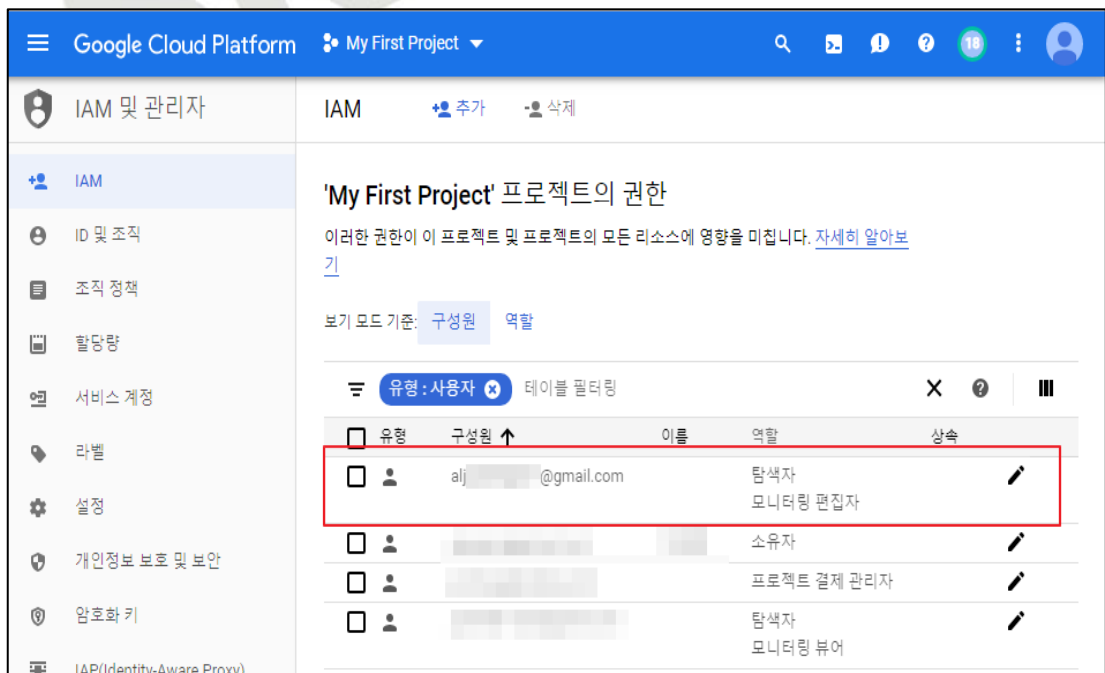 Google Cloud Platform My First Project 18
IAM 및 관리자
IAM 추가 삭제
IAM
ID 및 조직
조직 정책
할당량
서비스 계정
라벨
설정
개인정보 보호 및 보안
암호화 키
IAP(Identity-Aware Proxy)
'My First Project' 프로젝트의 권한
이러한 권한이 이 프로젝트 및 프로젝트의 모든 리소스에 영향을 미칩니다. 자세히 알아보
기
보기 모드 기준: 구성원 역할
유형 : 사용자 테이블 필터링
유형 구성원 이름 역할 상속
alj @gmail.com 탐색자
모니터링 편집자
소유자
프로젝트 결제 관리자
탐색자
모니터링 뷰어